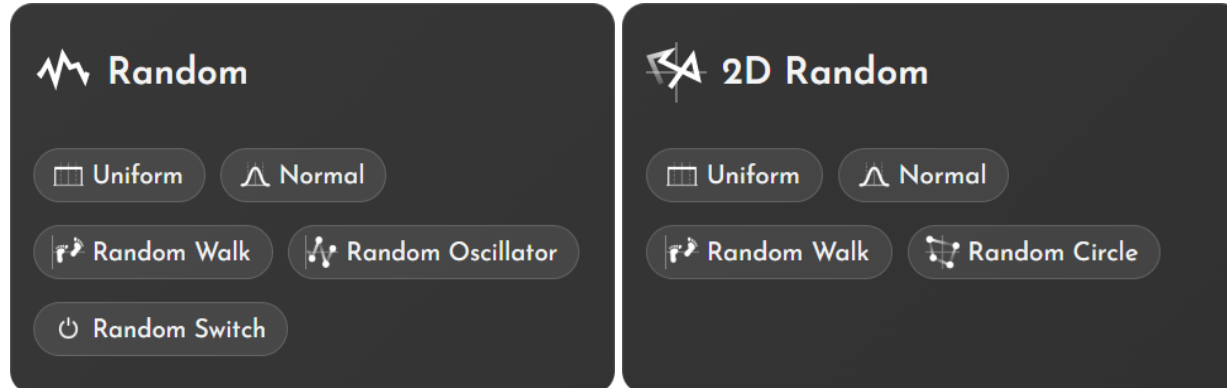 Random
Uniform Normal
Random Walk Random Oscillator
Random Switch
2D Random
Uniform Normal
Random Walk Random Circle